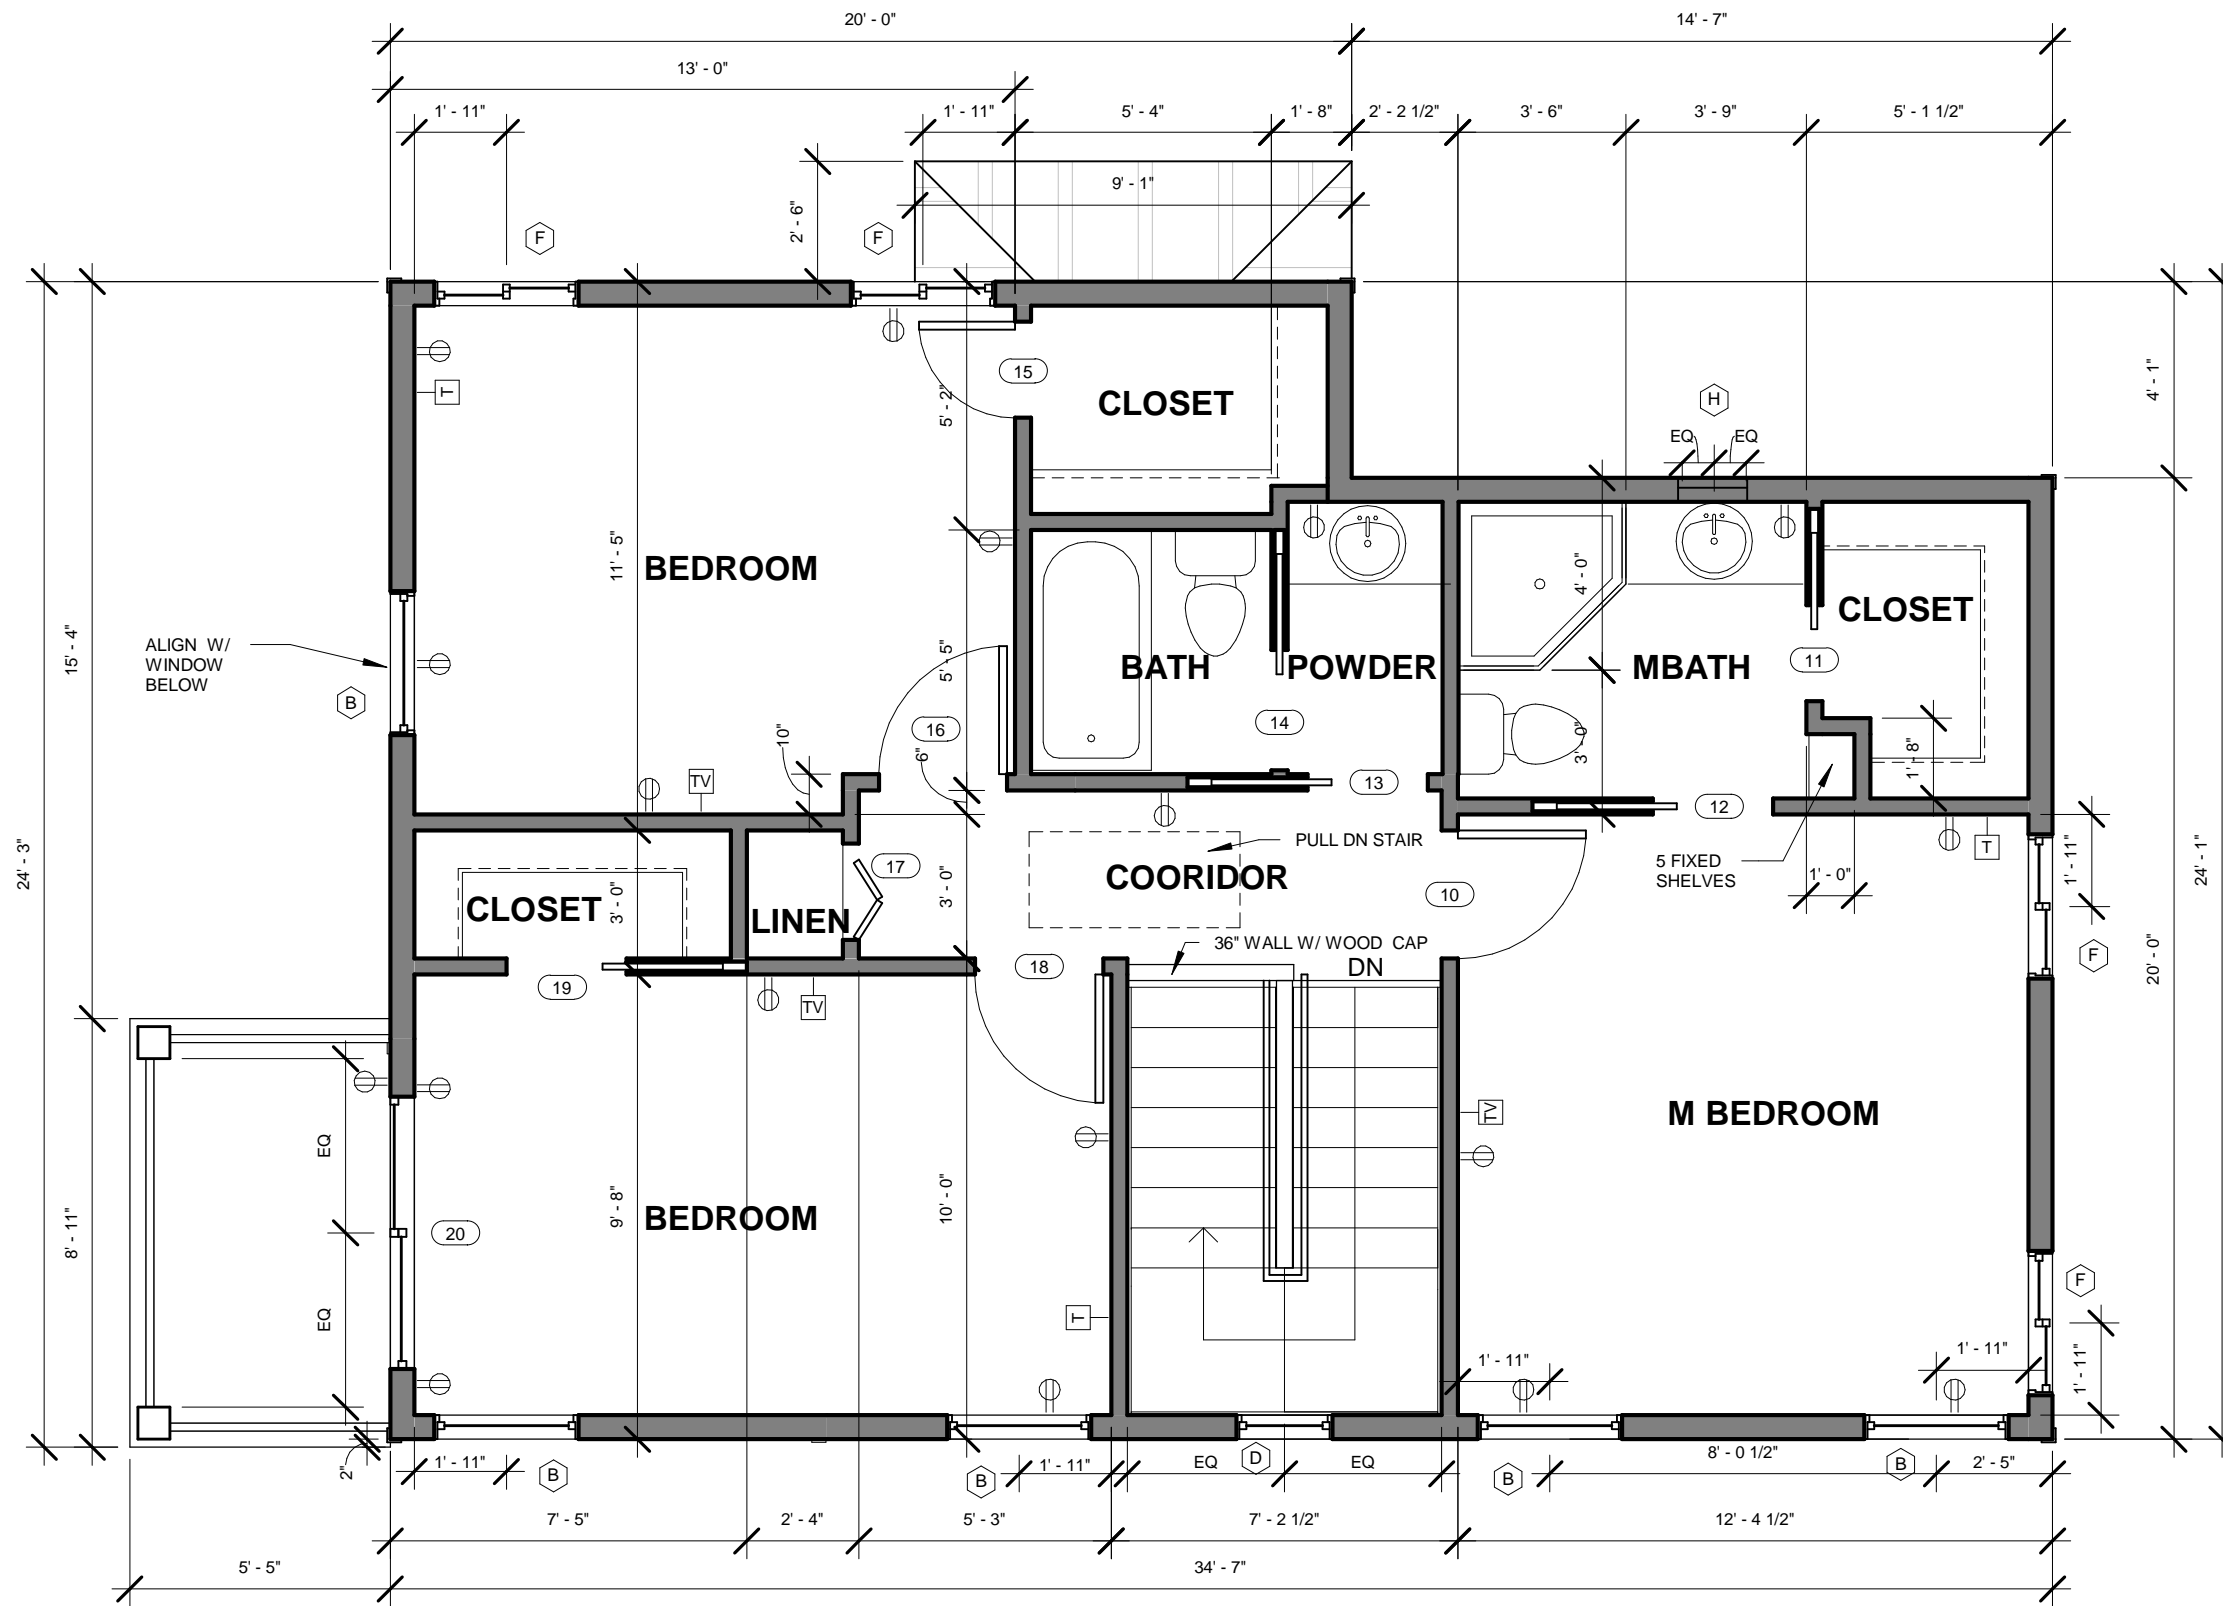 20' - 0"
14' - 7"
13' - 0"
1' - 11"
1' - 11"
5' - 4"
1' - 8"
2' - 2 1/2"
3' - 6"
3' - 9"
5' - 1 1/2"
9' - 1"
2' - 6"
F
F
15
CLOSET
T
5' - 2"
4' - 1"
H
EQ
EQ
11' - 5"
BEDROOM
4' - 0"
CLOSET
15' - 4"
ALIGN W/
WINDOW
BELOW
B
5' - 5"
BATH
POWDER
MBATH
11
16
14
10"
6"
3' - 0"
1' - 8"
TV
13
12
24' - 3"
PULL DN STAIR
COORIDOR
17
5 FIXED
SHELVES
T
1' - 11"
24' - 1"
1' - 0"
CLOSET
3' - 0"
LINEN
3' - 0"
10
36" WALL W/ WOOD CAP
DN
18
F
20' - 0"
19
TV
EQ
TV
M BEDROOM
8' - 11"
9' - 8"
BEDROOM
10' - 0"
20
EQ
T
F
1' - 11"
1' - 11"
1' - 11"
2"
1' - 11"
B
B
1' - 11"
EQ
D
EQ
B
8' - 0 1/2"
B
2' - 5"
7' - 5"
2' - 4"
5' - 3"
7' - 2 1/2"
12' - 4 1/2"
5' - 5"
34' - 7"